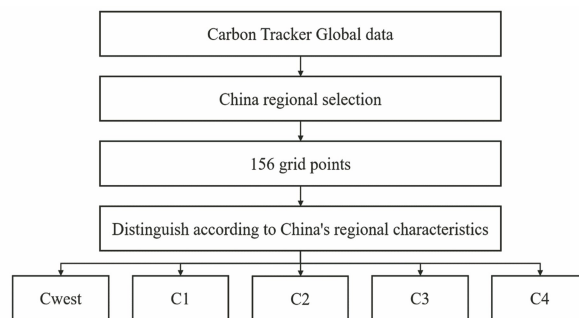 Carbon Tracker Global data
China regional selection
156 grid points
Distinguish according to China's regional characteristics
Cwest C1 C2 C3 C4